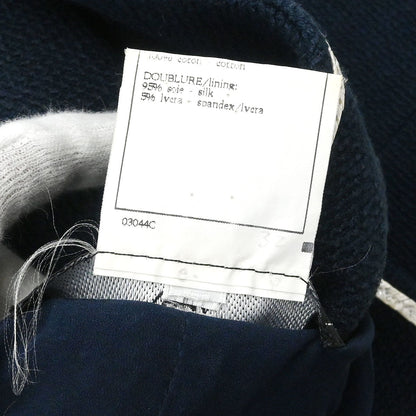 100% coton - cotton
DOUBLURE/lining:
95% soie - silk -
5% lycra - spandex/lycra
03044C